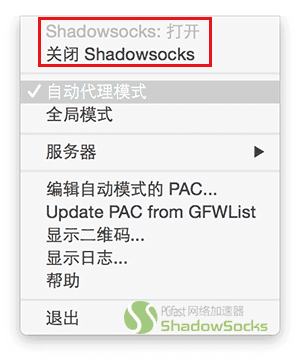 Shadowsocks: 打开
关闭 Shadowsocks
自动代理模式
全局模式
服务器
编辑自动模式的 PAC...
Update PAC from GFWList
显示二维码...
显示日志...
帮助
退出
PGFast 网络加速器
ShadowSocks